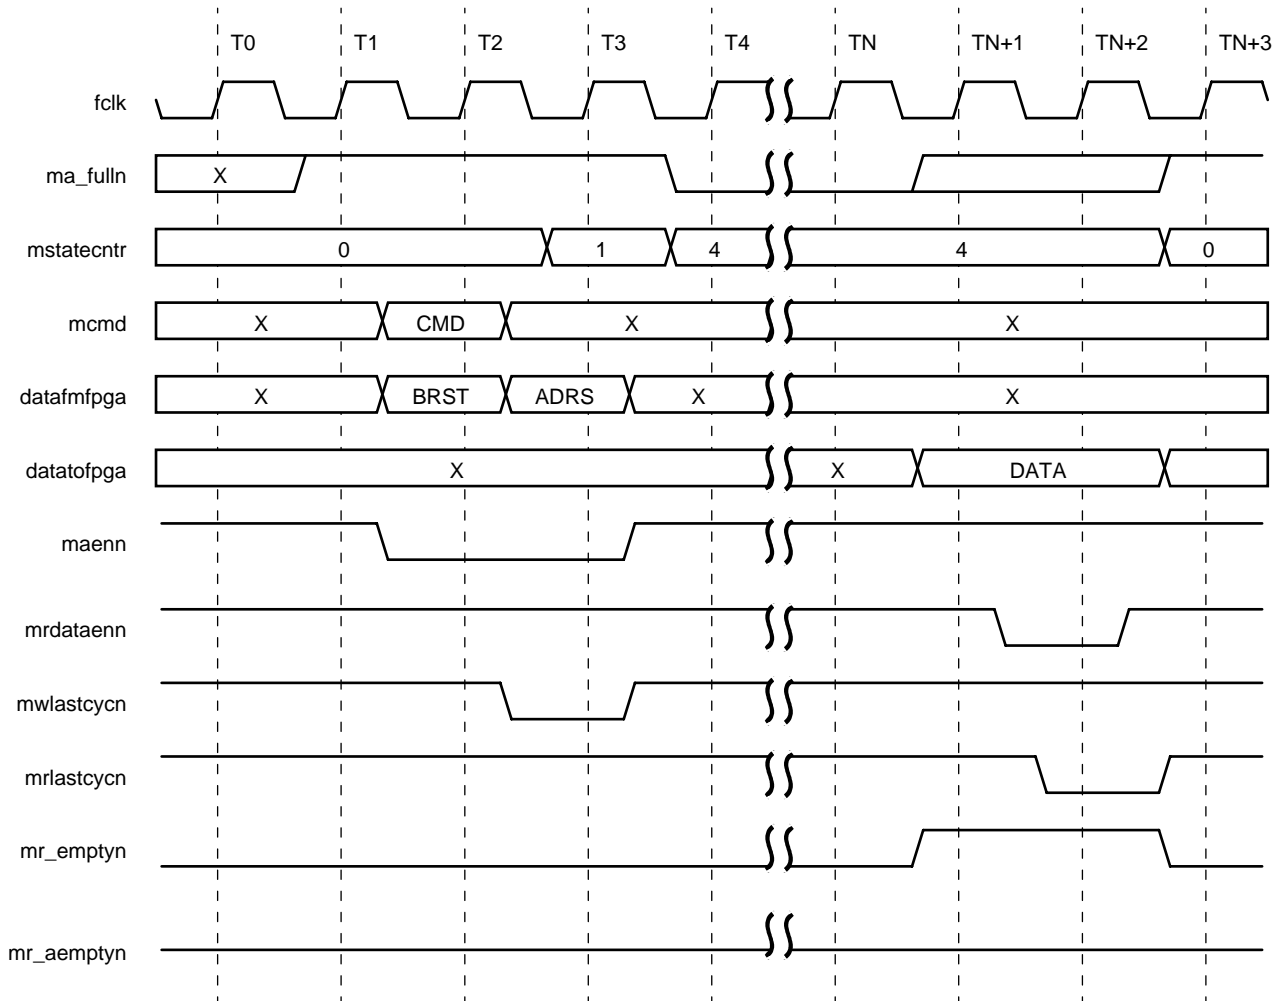 T0 T1 T2 T3 T4 TN TN+1 TN+2 TN+3
fclk
ma_fulln X
mstatecntr 0 1 4 4 0
mcmd X CMD X X
datafmfpga X BRST ADRS X X
datatofpga X X DATA
maenn
mrdataenn
mwlastcycn
mrlastcycn
mr_emptyn
mr_aemptyn